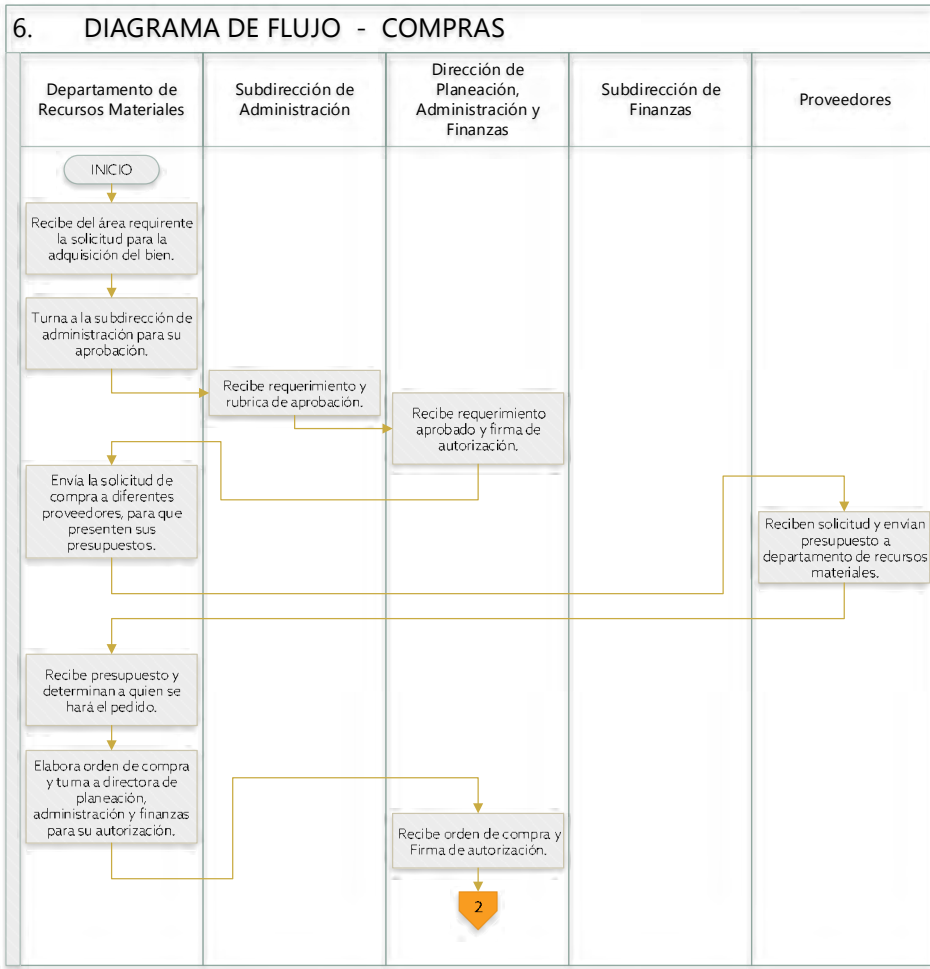 6. DIAGRAMA DE FLUJO - COMPRAS
Departamento de
Recursos Materiales
Subdirección de
Administración
Dirección de
Planeación,
Administración y
Finanzas
Subdirección de
Finanzas
Proveedores
INICIO
Recibe del área requirente
la solicitud para la
adquisición del bien.
Turna a la subdirección de
administración para su
aprobación.
Recibe requerimiento y
rubrica de aprobación.
Recibe requerimiento
aprobado y firma de
autorización.
Envía la solicitud de
compra a diferentes
proveedores, para que
presenten sus
presupuestos.
Reciben solicitud y envían
presupuesto a
departamento de recursos
materiales.
Recibe presupuesto y
determinan a quien se
hará el pedido.
Elabora orden de compra
y turna a directora de
planeación,
administración y finanzas
para su autorización.
Recibe orden de compra y
Firma de autorización.
2